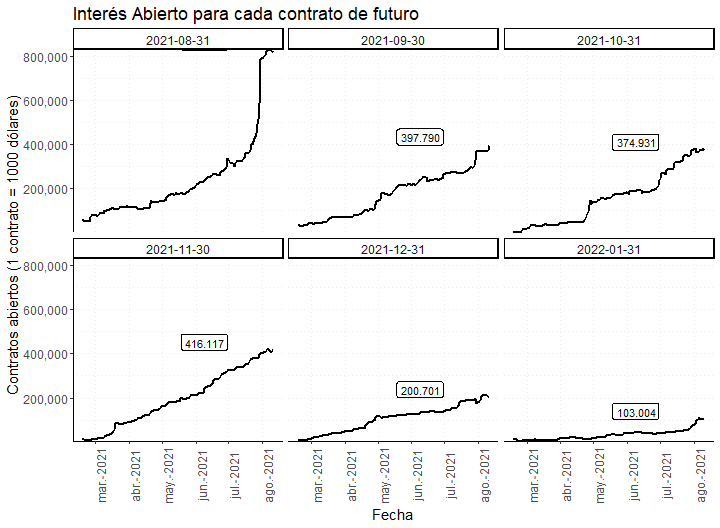 Interés Abierto para cada contrato de futuro
2021-08-31
2021-09-30
2021-10-31
800,000
600,000
400,000
200,000
397.790
374.931
2021-11-30
2021-12-31
2022-01-31
800,000
600,000
400,000
200,000
416.117
200.701
103.004
Contratos abiertos (1 contrato = 1000 dólares)
mar.-2021
abr.-2021
may.-2021
jun.-2021
jul.-2021
ago.-2021
mar.-2021
abr.-2021
may.-2021
jun.-2021
jul.-2021
ago.-2021
mar.-2021
abr.-2021
may.-2021
jun.-2021
jul.-2021
ago.-2021
Fecha